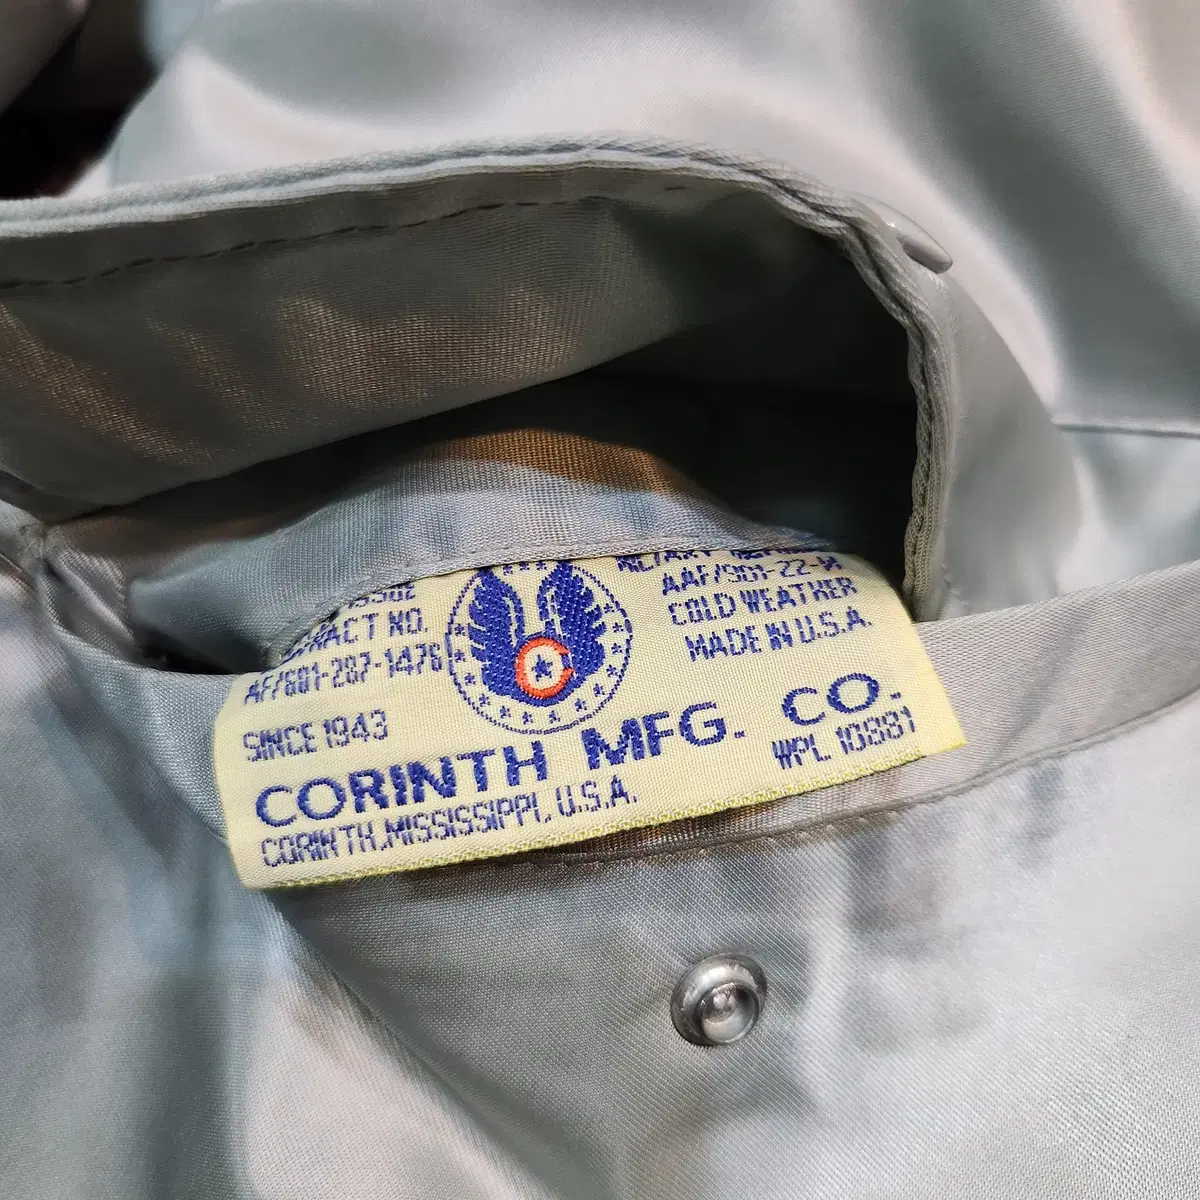 CONTRACT NO.
AF/601-287-1476
SINCE 1943
AAF/901-22-M
COLD WEATHER
MADE IN U.S.A.
CORINTH MFG. CO.
CORINTH, MISSISSIPPI, U.S.A.
WPL 10881